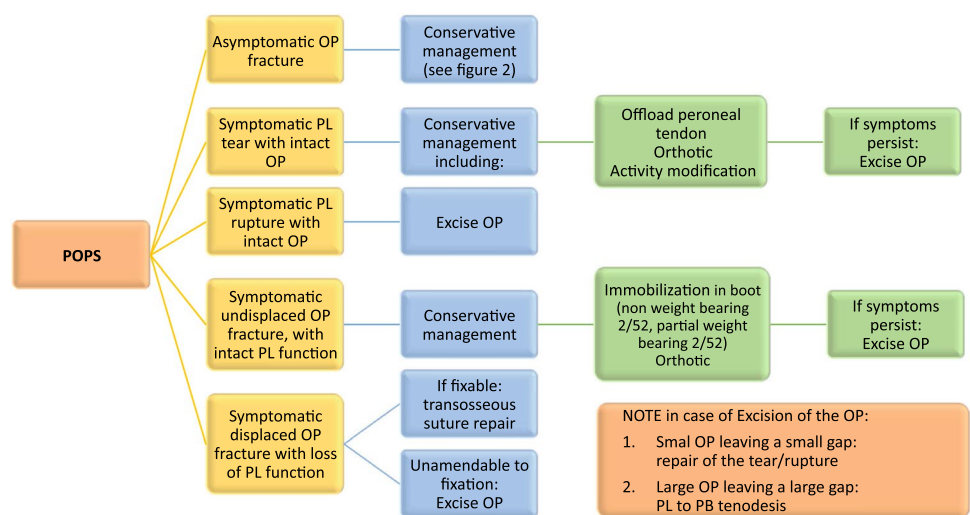 POPS
Asymptomatic OP
fracture
Conservative
management
(see figure 2)
Symptomatic PL
tear with intact
OP
Conservative
management
including:
Offload peroneal
tendon
Orthotic
Activity modification
If symptoms
persist:
Excise OP
Symptomatic PL
rupture with
intact OP
Excise OP
Symptomatic
undisplaced OP
fracture, with
intact PL function
Conservative
management
Immobilization in boot
(non weight bearing
2/52, partial weight
bearing 2/52)
Orthotic
If symptoms
persist:
Excise OP
Symptomatic
displaced OP
fracture with loss
of PL function
If fixable:
transosseous
suture repair
Unamendable to
fixation:
Excise OP
NOTE in case of Excision of the OP:
1. Smal OP leaving a small gap:
repair of the tear/rupture
2. Large OP leaving a large gap:
PL to PB tenodesis